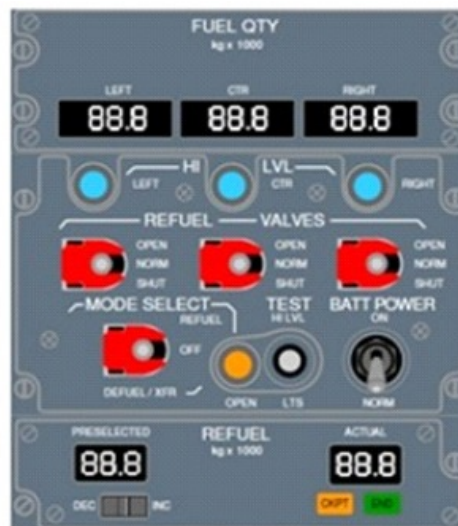 FUEL QTY
kg x 1000
LEFT CTR RIGHT
88.8 88.8 88.8
HI LVL
LEFT CTR RIGHT
REFUEL VALVES
OPEN OPEN OPEN
NORM NORM NORM
SHUT SHUT SHUT
MODE SELECT TEST BATT POWER
REFUEL HI LVL ON
OFF
DEFUEL / XFR OPEN LTS NORM
PRESELECTED REFUEL ACTUAL
kg x 1000
88.8 88.8
DEC INC CKPT END